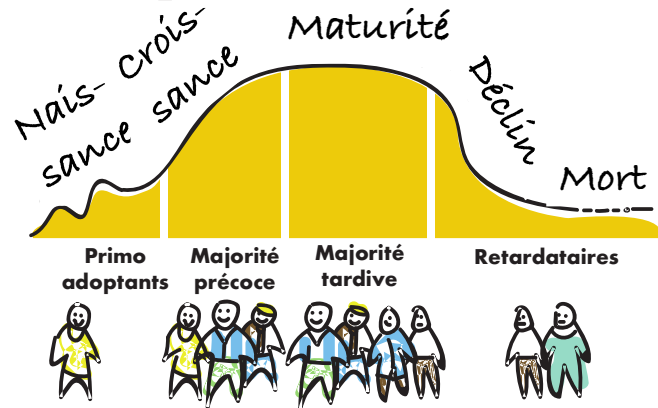 Nais-
sance
Crois-
sance
Maturité
Déclin
Mort
Primo
adoptants
Majorité
précoce
Majorité
tardive
Retardataires